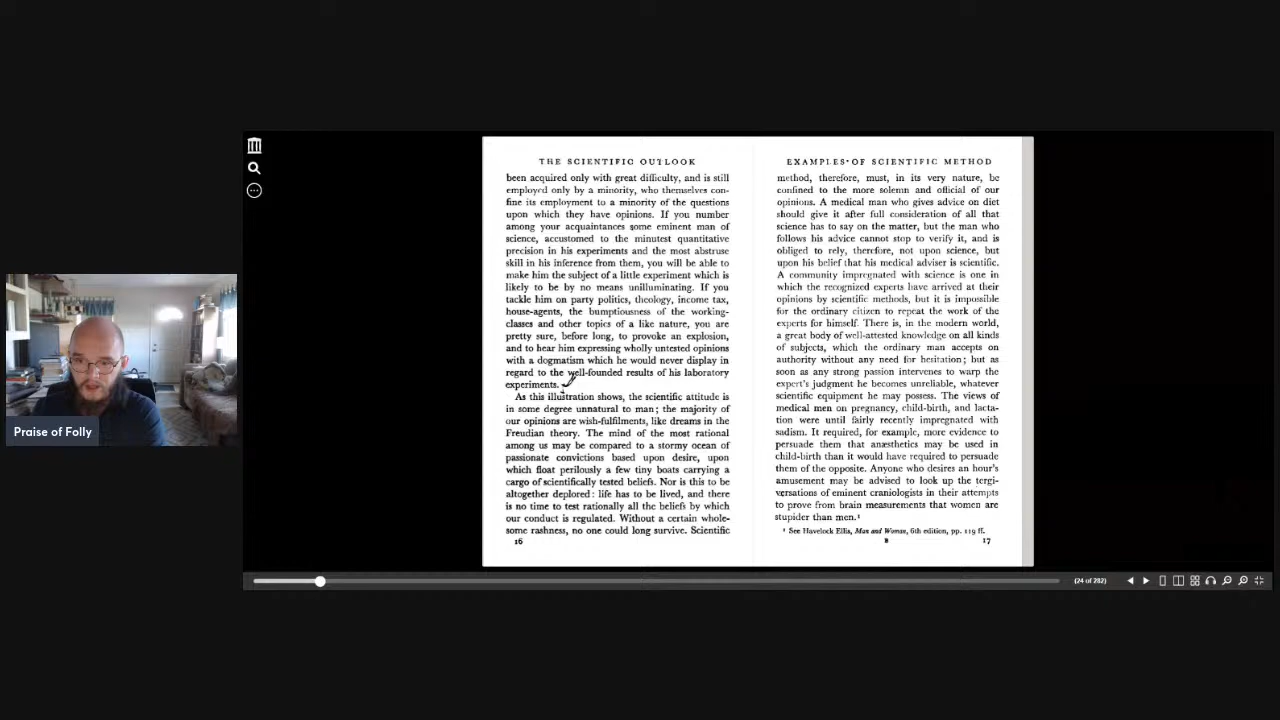 THE SCIENTIFIC OUTLOOK
been acquired only with great difficulty, and is still
employed only by a minority, who themselves con-
fine its employment to a minority of the questions
upon which they have opinions. If you number
among your acquaintances some eminent man of
science, accustomed to the minutest quantitative
precision in his experiments and the most abstruse
skill in his inference from them, you will be able to
make him the subject of a little experiment which is
likely to be by no means unilluminating. If you
tackle him on party politics, theology, income tax,
house-agents, the bumptiousness of the working-
classes and other topics of a like nature, you are
pretty sure, before long, to provoke an explosion,
and to hear him expressing wholly untested opinions
with a dogmatism which he would never display in
regard to the well-founded results of his laboratory
experiments.
As this illustration shows, the scientific attitude is
in some degree unnatural to man; the majority of
our opinions are wish-fulfilments, like dreams in the
Freudian theory. The mind of the most rational
among us may be compared to a stormy ocean of
passionate convictions based upon desire, upon
which float perilously a few tiny boats carrying a
cargo of scientifically tested beliefs. Nor is this to be
altogether deplored: life has to be lived, and there
is no time to test rationally all the beliefs by which
our conduct is regulated. Without a certain whole-
some rashness, no one could long survive. Scientific
16
EXAMPLES OF SCIENTIFIC METHOD
method, therefore, must, in its very nature, be
confined to the more solemn and official of our
opinions. A medical man who gives advice on diet
should give it after full consideration of all that
science has to say on the matter, but the man who
follows his advice cannot stop to verify it, and is
obliged to rely, therefore, not upon science, but
upon his belief that his medical adviser is scientific.
A community impregnated with science is one in
which the recognized experts have arrived at their
opinions by scientific methods, but it is impossible
for the ordinary citizen to repeat the work of the
experts for himself. There is, in the modern world,
a great body of well-attested knowledge on all kinds
of subjects, which the ordinary man accepts on
authority without any need for hesitation; but as
soon as any strong passion intervenes to warp the
expert's judgment he becomes unreliable, whatever
scientific equipment he may possess. The views of
medical men on pregnancy, child-birth, and lacta-
tion were until fairly recently impregnated with
sadism. It required, for example, more evidence to
persuade them that anæsthetics may be used in
child-birth than it would have required to persuade
them of the opposite. Anyone who desires an hour's
amusement may be advised to look up the tergi-
versations of eminent craniologists in their attempts
to prove from brain measurements that women are
stupider than men.¹
¹ See Havelock Ellis, Man and Woman, 6th edition, pp. 119 ff.
B 17
Praise of Folly
(24 of 282)